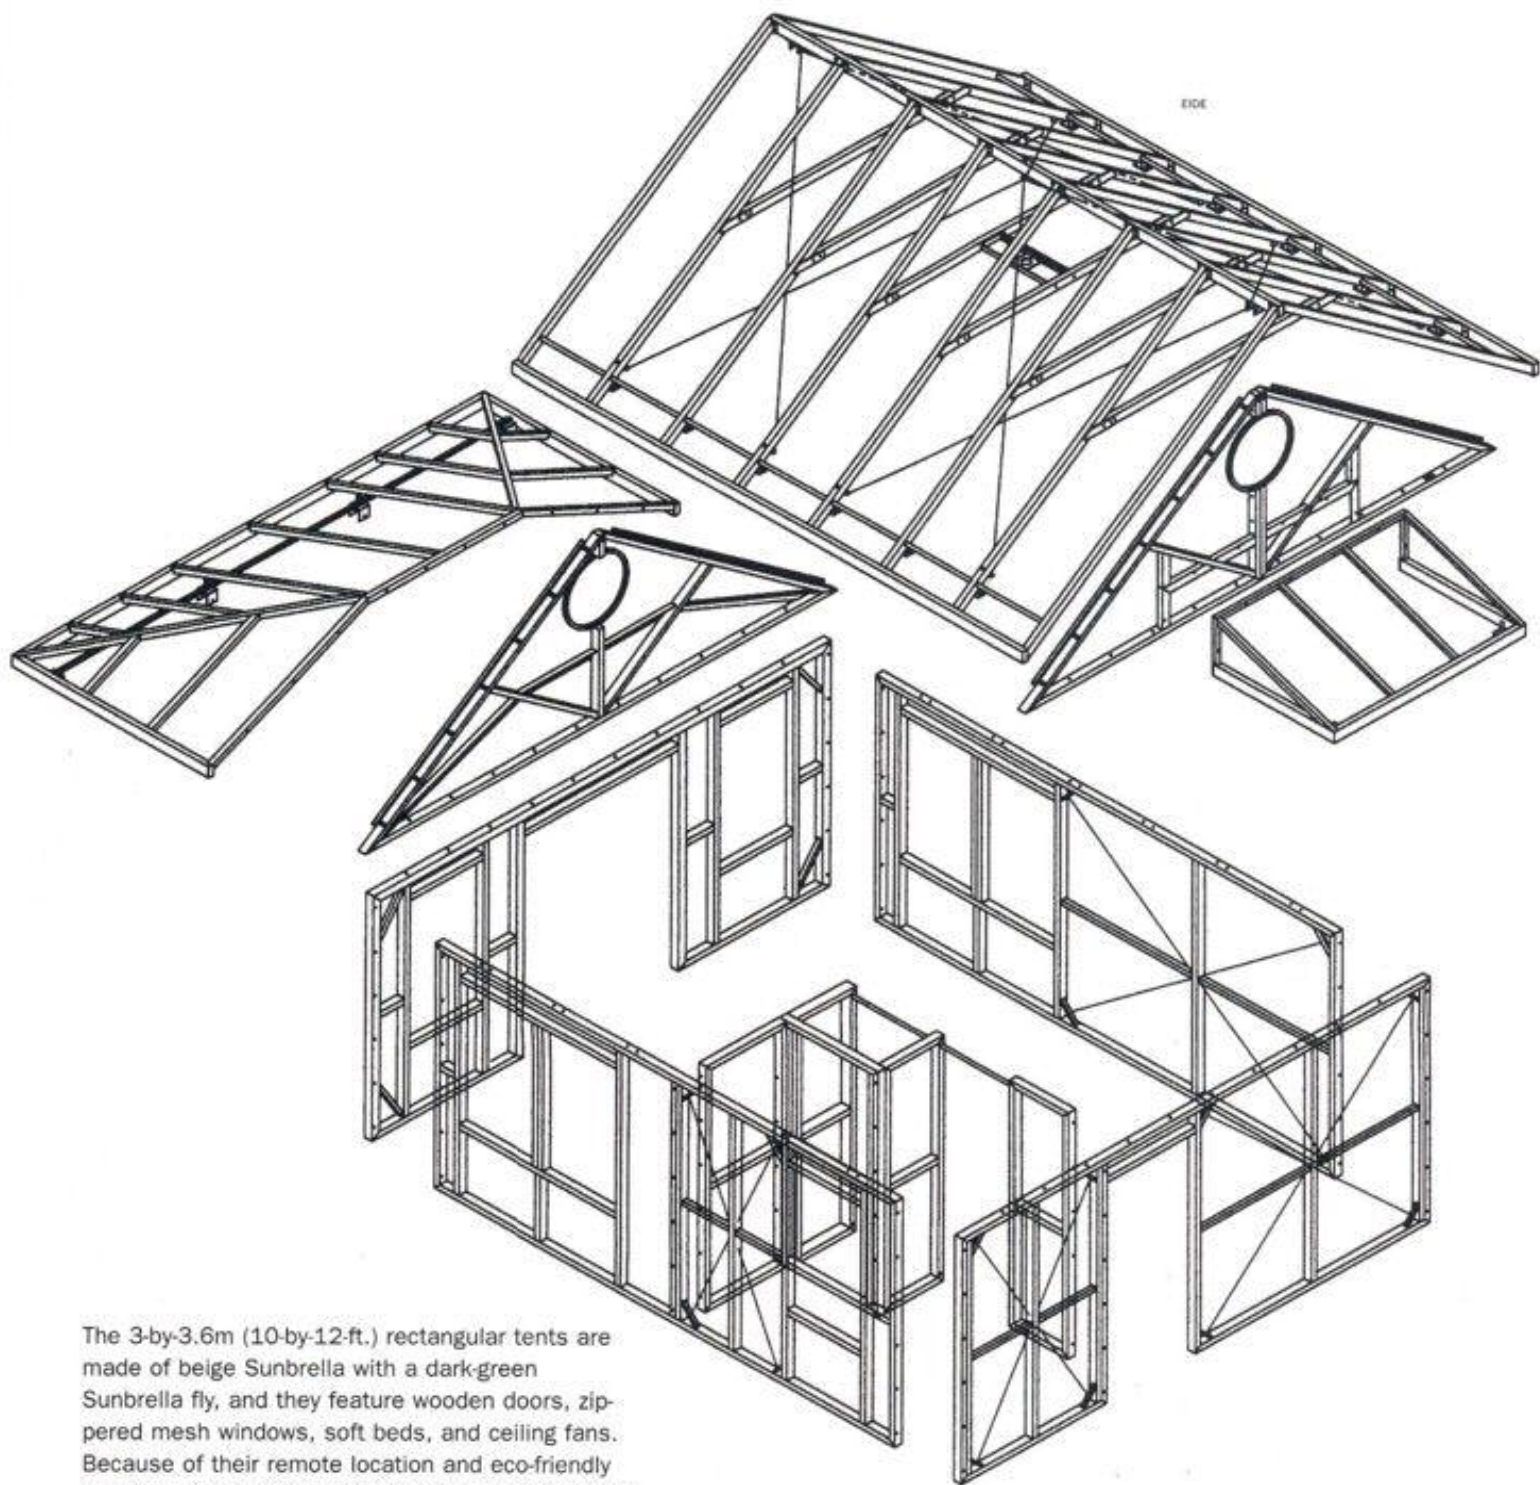 EIDE
The 3-by-3.6m (10-by-12-ft.) rectangular tents are
made of beige Sunbrella with a dark-green
Sunbrella fly, and they feature wooden doors, zip-
pered mesh windows, soft beds, and ceiling fans.
Because of their remote location and eco-friendly